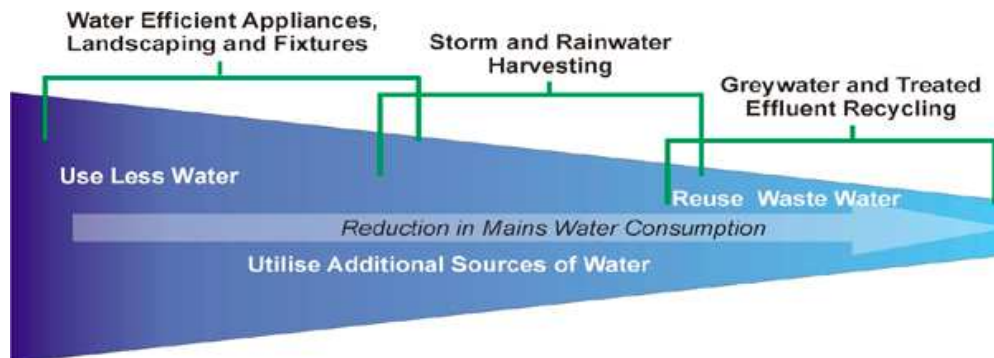 Water Efficient Appliances,
Landscaping and Fixtures
Storm and Rainwater
Harvesting
Greywater and Treated
Effluent Recycling
Use Less Water
Reuse Waste Water
Reduction in Mains Water Consumption
Utilise Additional Sources of Water